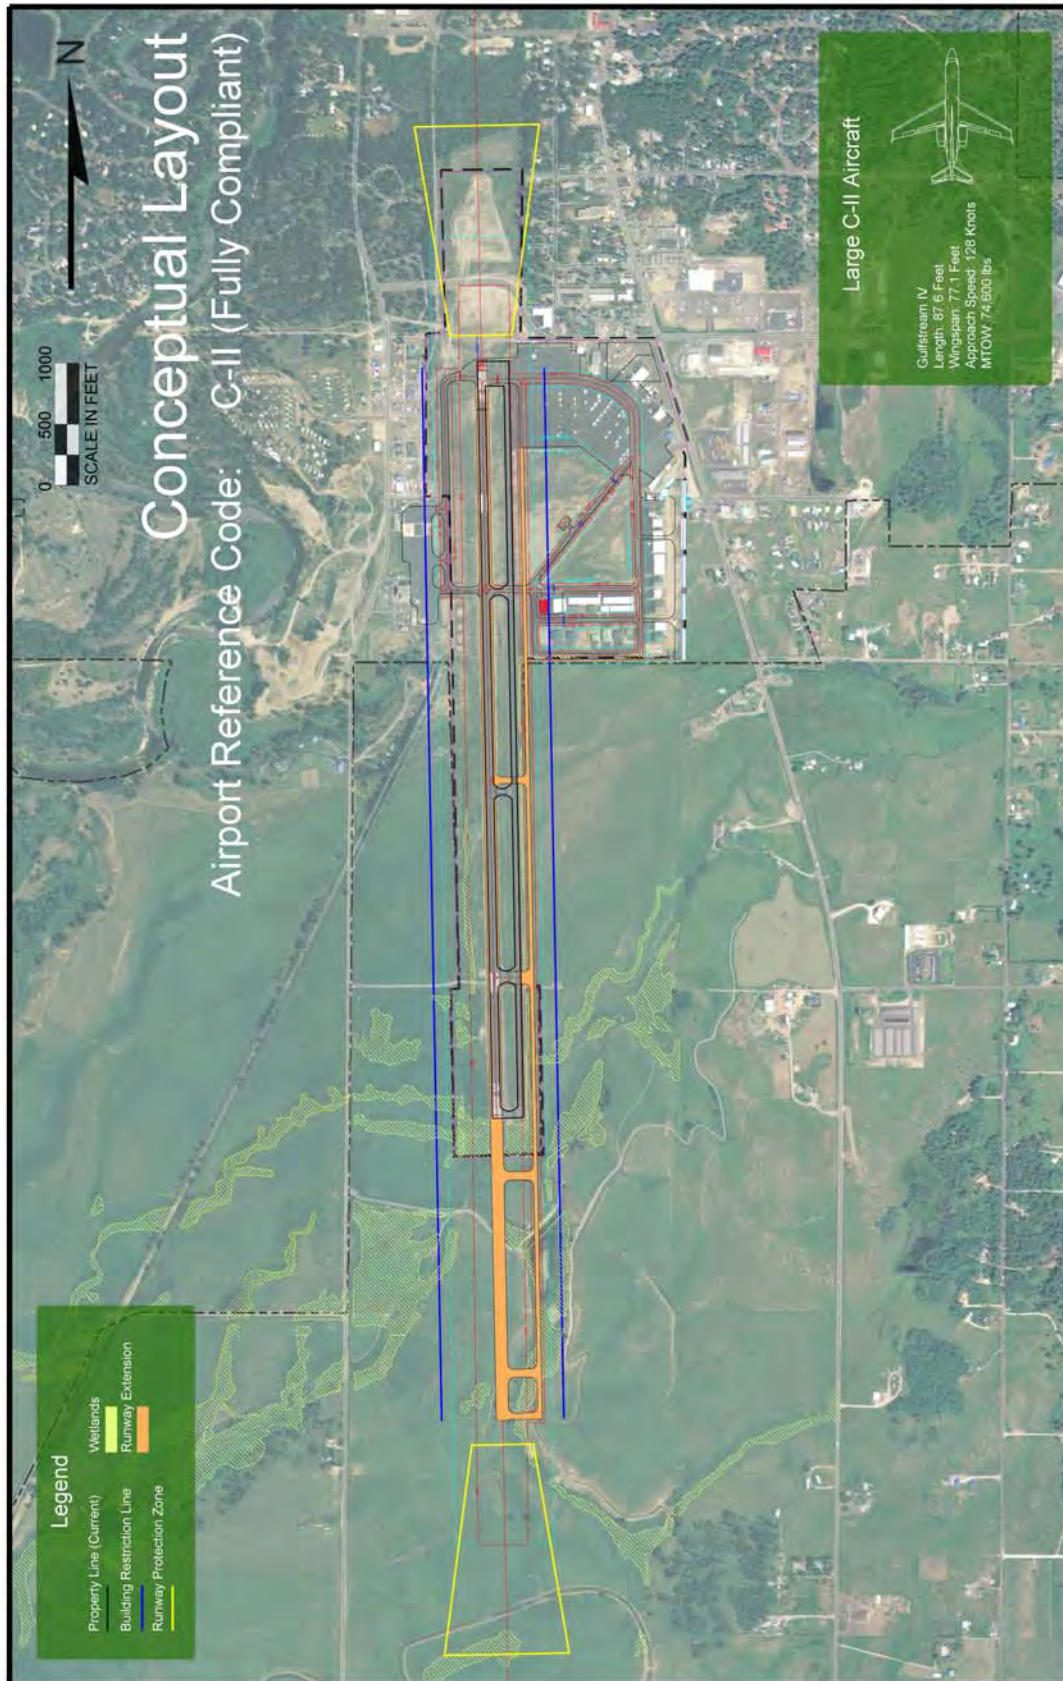 Conceptual Layout
Airport Reference Code:   C-II (Fully Compliant)
N
0   500   1000
SCALE IN FEET
Legend
Property Line (Current)
Building Restriction Line
Runway Protection Zone
Wetlands
Runway Extension
Large C-II Aircraft
Gulfstream IV
Length: 87.6 Feet
Wingspan: 77.1 Feet
Approach Speed: 128 Knots
MTOW: 74,600 lbs